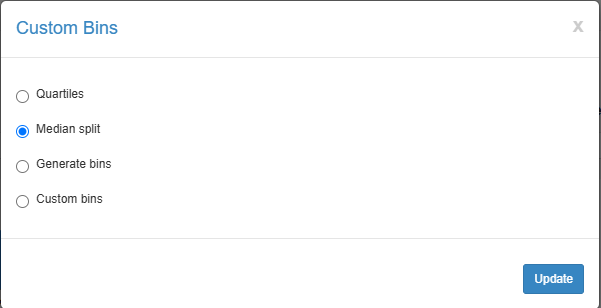 Custom Bins
x
Quartiles
Median split
Generate bins
Custom bins
Update